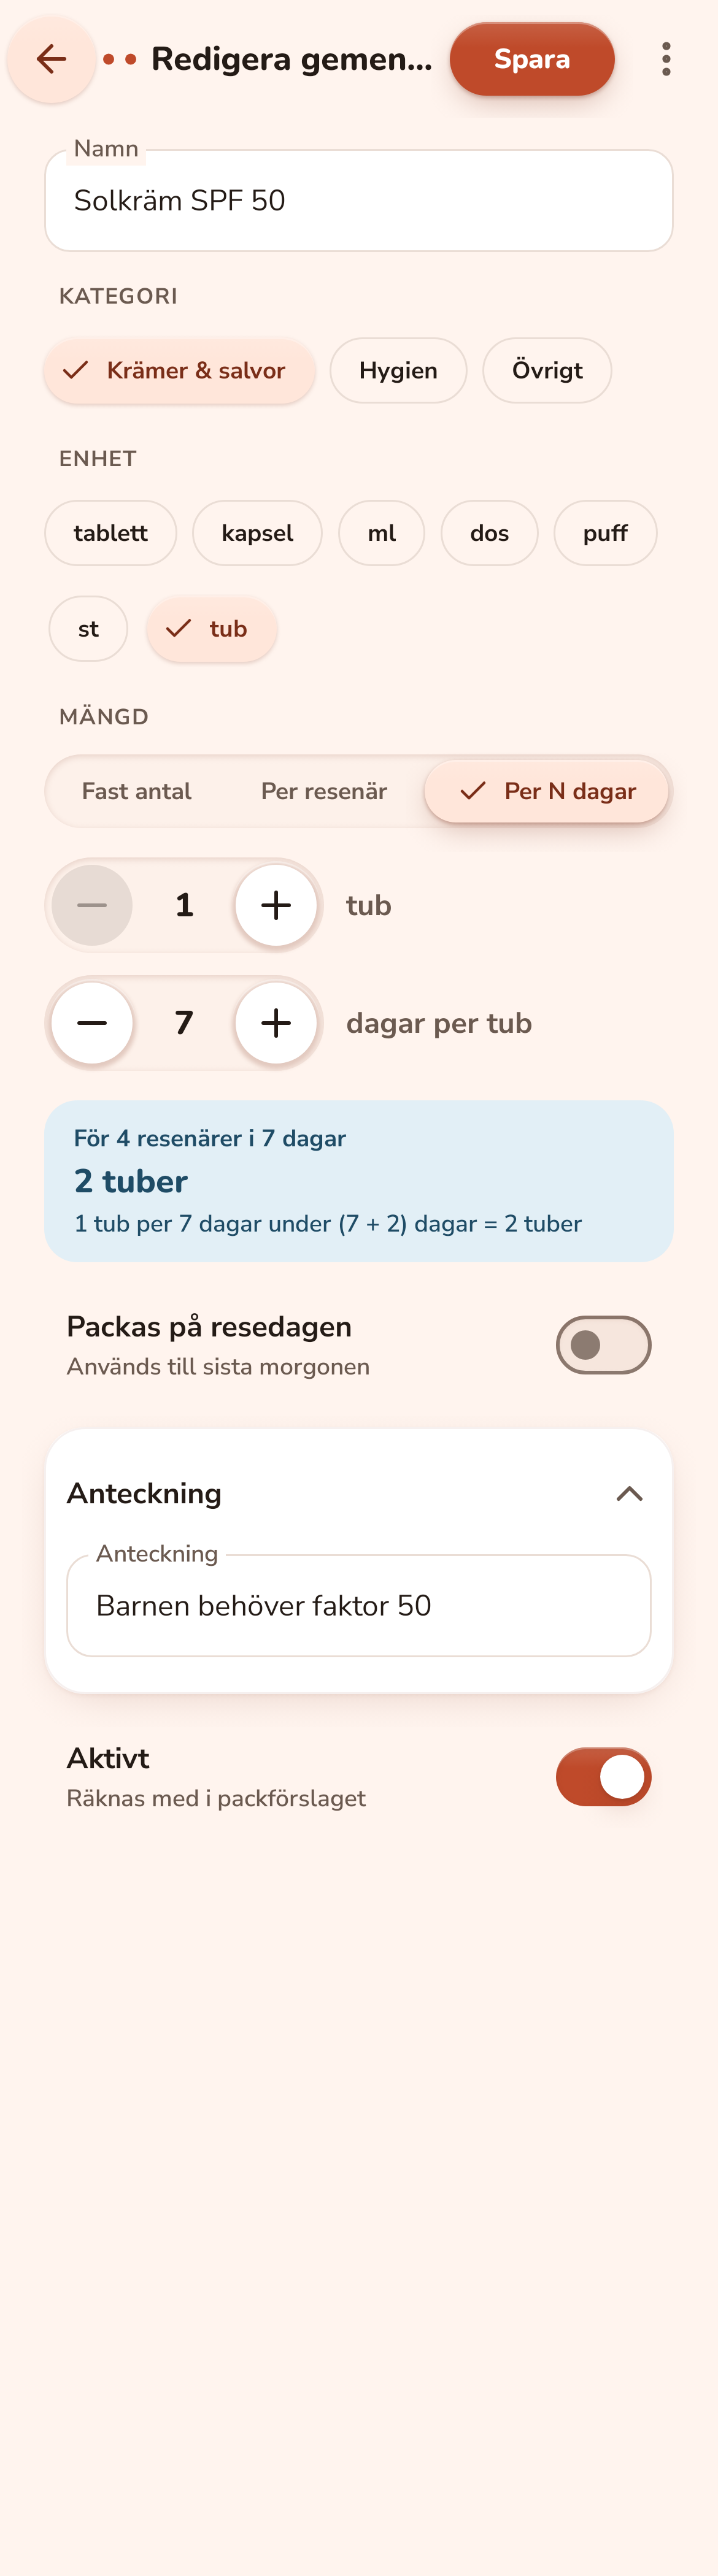 Redigera gemen...
Spara
Namn
Solkräm SPF 50
KATEGORI
Krämer & salvor
Hygien
Övrigt
ENHET
tablett
kapsel
ml
dos
puff
st
tub
MÄNGD
Fast antal
Per resenär
Per N dagar
1
tub
7
dagar per tub
För 4 resenärer i 7 dagar
2 tuber
1 tub per 7 dagar under (7 + 2) dagar = 2 tuber
Packas på resedagen
Används till sista morgonen
Anteckning
Anteckning
Barnen behöver faktor 50
Aktivt
Räknas med i packförslaget